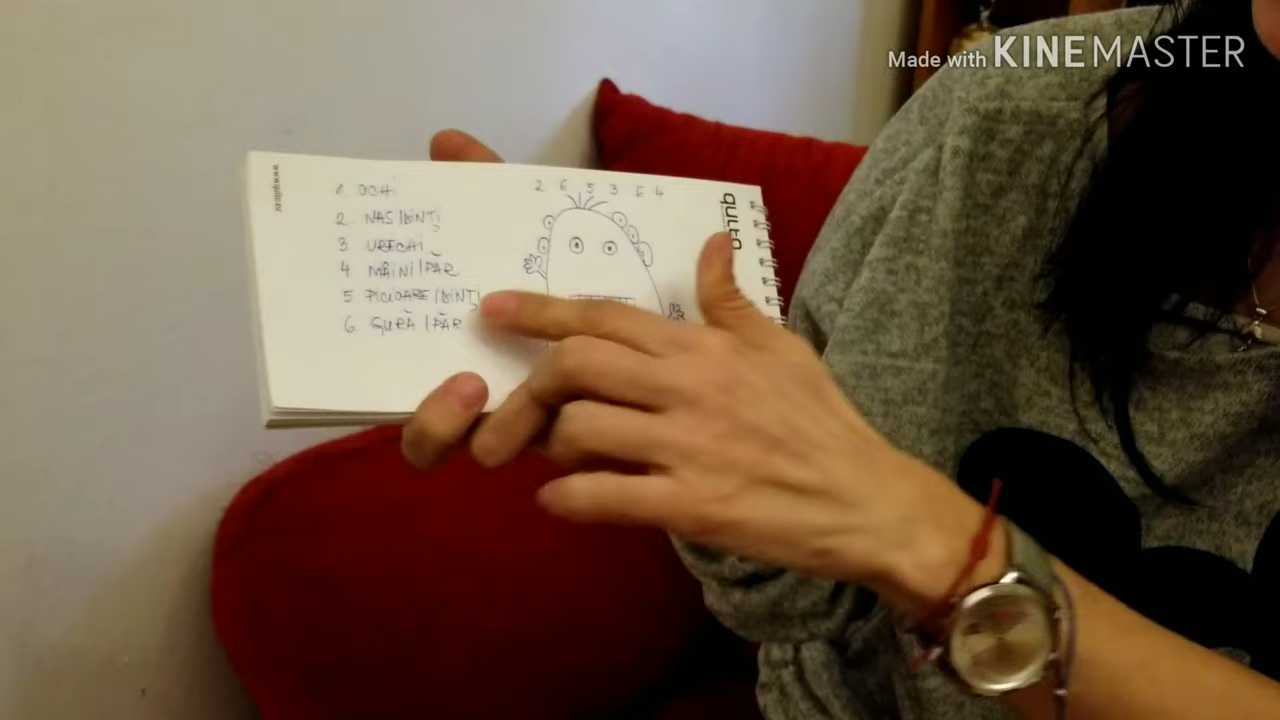 Made with KINEMASTER
1. OCHI
2. NAS/DINȚI
3 URECHI
4 MÂINI/PĂR
5 PICIOARE/DINȚI
6. GURĂ/PĂR
2 6 5 3 6 4